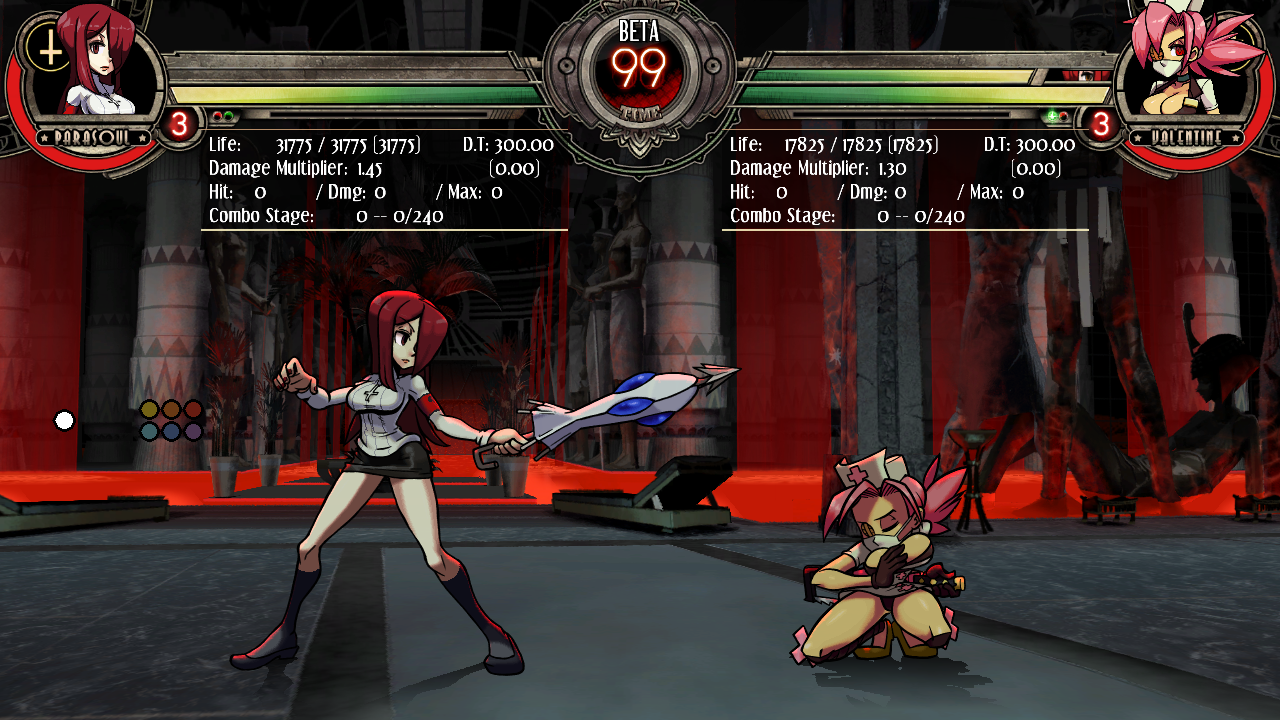 BETA
99
TIME
PARASOUL
3
3
VALENTINE
Life: 31775 / 31775 (31775) D.T: 300.00
Damage Multiplier: 1.45 (0.00)
Hit: 0 / Dmg: 0 / Max: 0
Combo Stage: 0 -- 0/240
Life: 17825 / 17825 (17825) D.T: 300.00
Damage Multiplier: 1.30 (0.00)
Hit: 0 / Dmg: 0 / Max: 0
Combo Stage: 0 -- 0/240